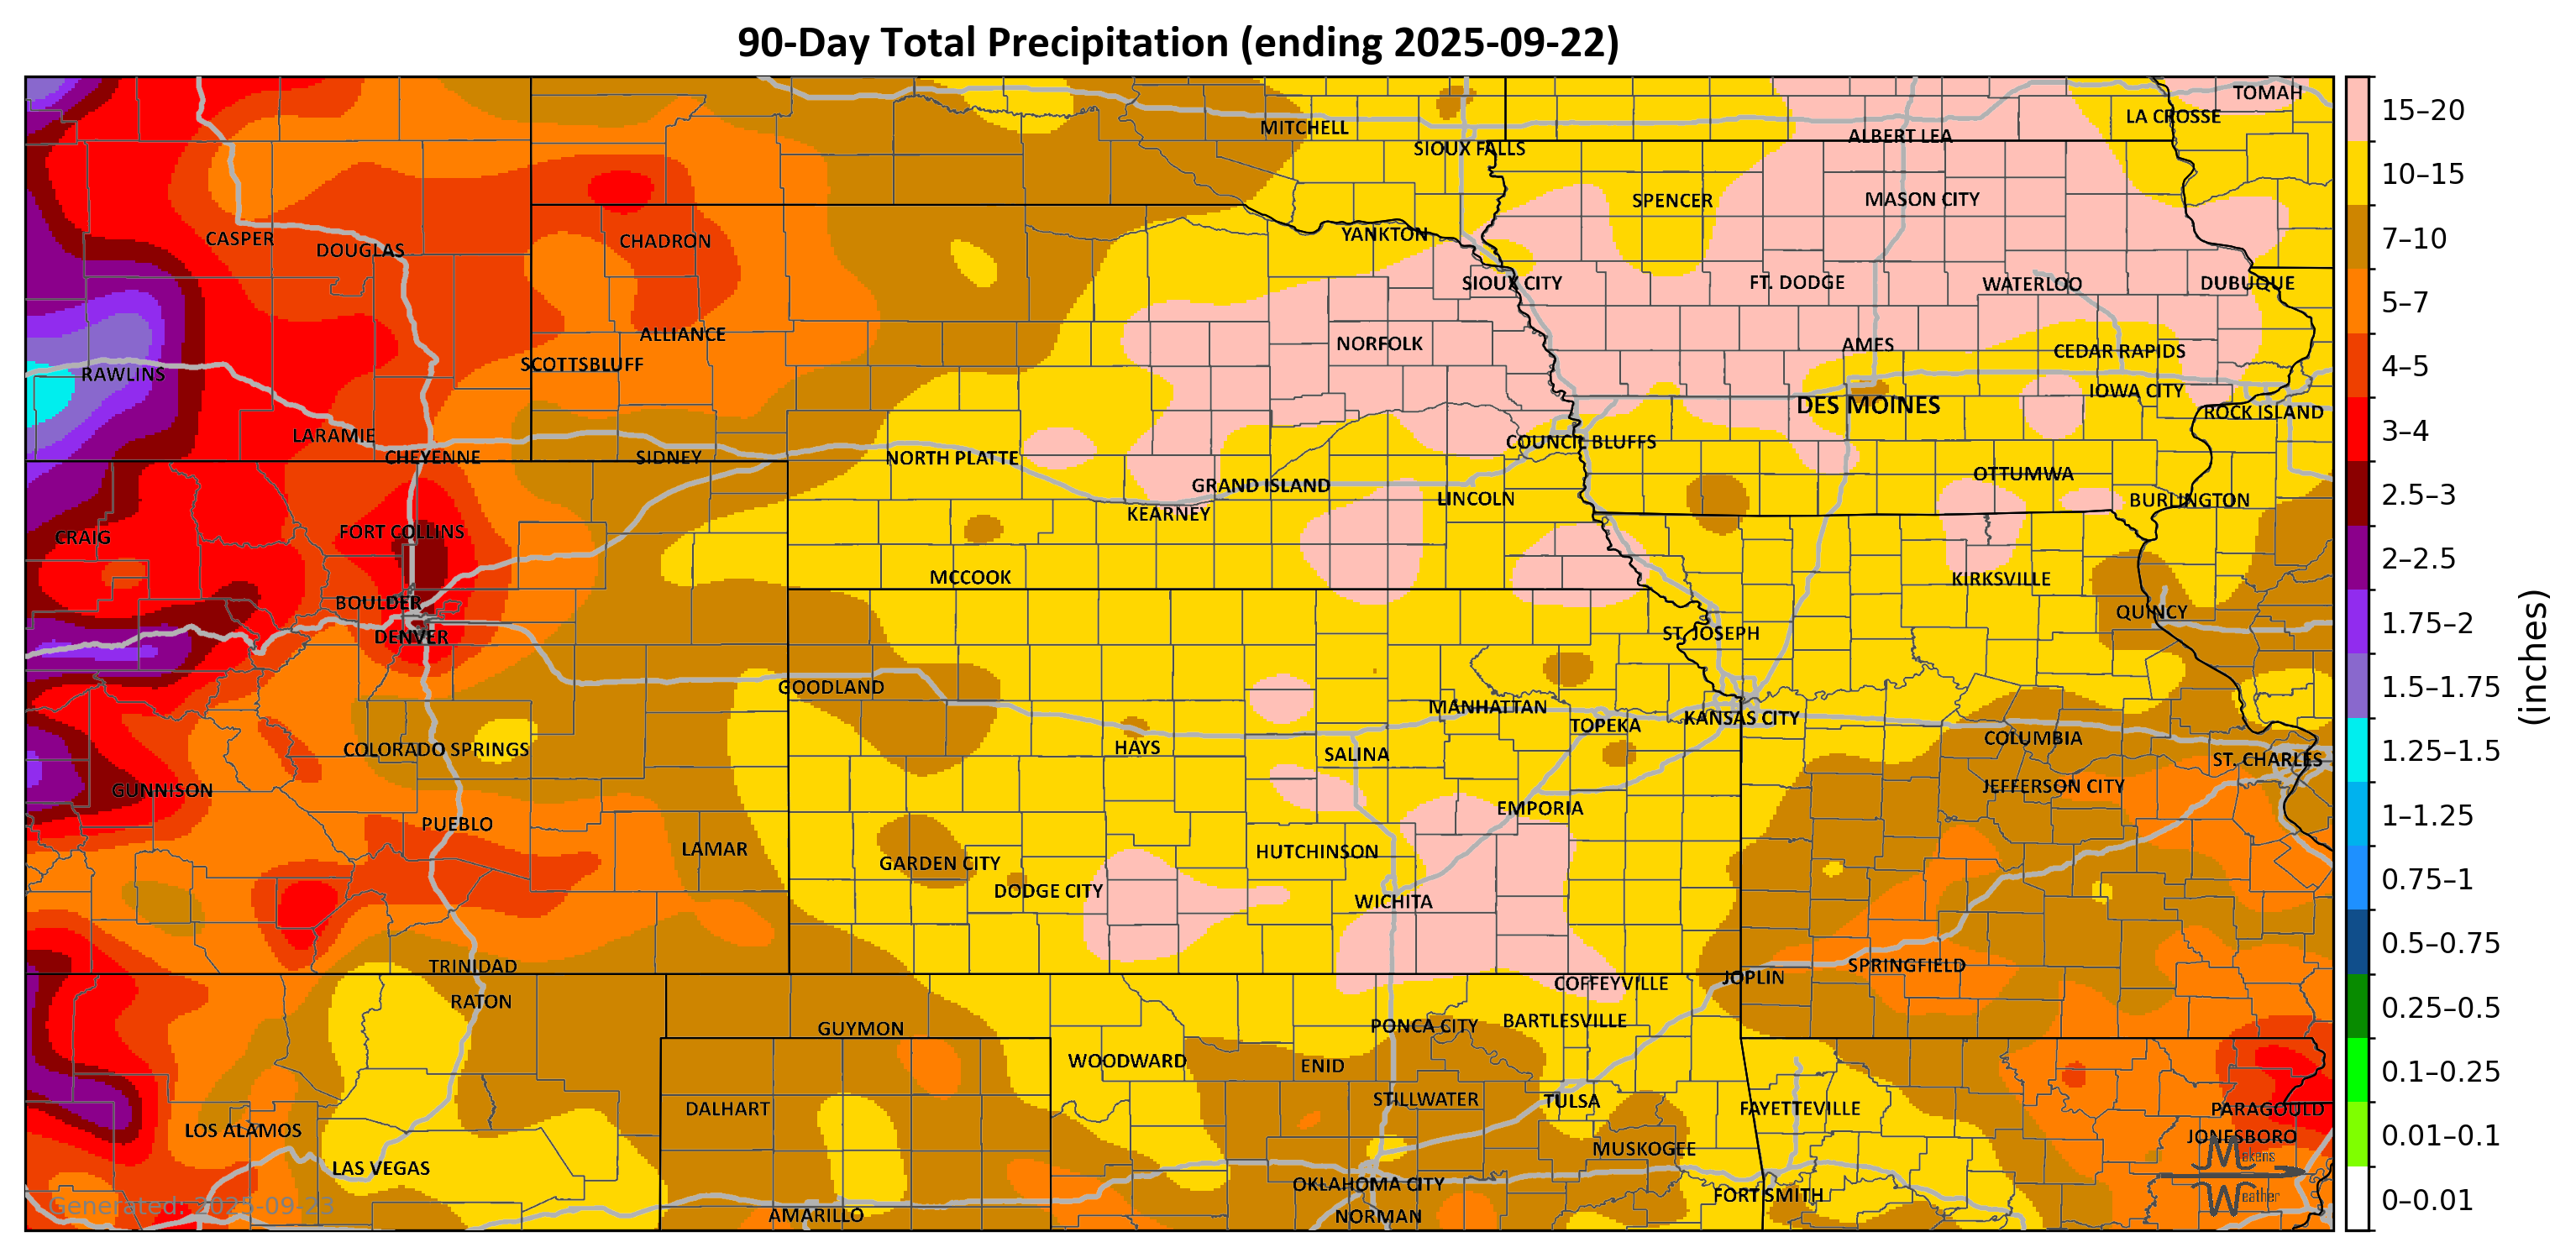 90-Day Total Precipitation (ending 2025-09-22)
TOMAH
LA CROSSE
MITCHELL
ALBERT LEA
SIOUX FALLS
SPENCER
MASON CITY
YANKTON
CASPER
DOUGLAS
CHADRON
SIOUX CITY
FT. DODGE
WATERLOO
DUBUQUE
ALLIANCE
NORFOLK
AMES
CEDAR RAPIDS
SCOTTSBLUFF
RAWLINS
IOWA CITY
DES MOINES
ROCK ISLAND
LARAMIE
COUNCIL BLUFFS
CHEYENNE
SIDNEY
NORTH PLATTE
OTTUMWA
GRAND ISLAND
LINCOLN
BURLINGTON
KEARNEY
CRAIG
FORT COLLINS
MCCOOK
KIRKSVILLE
BOULDER
QUINCY
DENVER
ST. JOSEPH
GOODLAND
MANHATTAN
TOPEKA
KANSAS CITY
COLORADO SPRINGS
HAYS
SALINA
COLUMBIA
ST. CHARLES
GUNNISON
JEFFERSON CITY
EMPORIA
PUEBLO
LAMAR
HUTCHINSON
GARDEN CITY
DODGE CITY
WICHITA
TRINIDAD
SPRINGFIELD
COFFEYVILLE
JOPLIN
RATON
GUYMON
PONCA CITY
BARTLESVILLE
WOODWARD
ENID
DALHART
STILLWATER
TULSA
FAYETTEVILLE
PARAGOULD
LOS ALAMOS
JONESBORO
MUSKOGEE
LAS VEGAS
OKLAHOMA CITY
FORT SMITH
AMARILLO
NORMAN
Generated: 2025-09-23
Mekens
Weather
15–20
10–15
7–10
5–7
4–5
3–4
2.5–3
2–2.5
1.75–2
1.5–1.75
1.25–1.5
1–1.25
0.75–1
0.5–0.75
0.25–0.5
0.1–0.25
0.01–0.1
0–0.01
(inches)